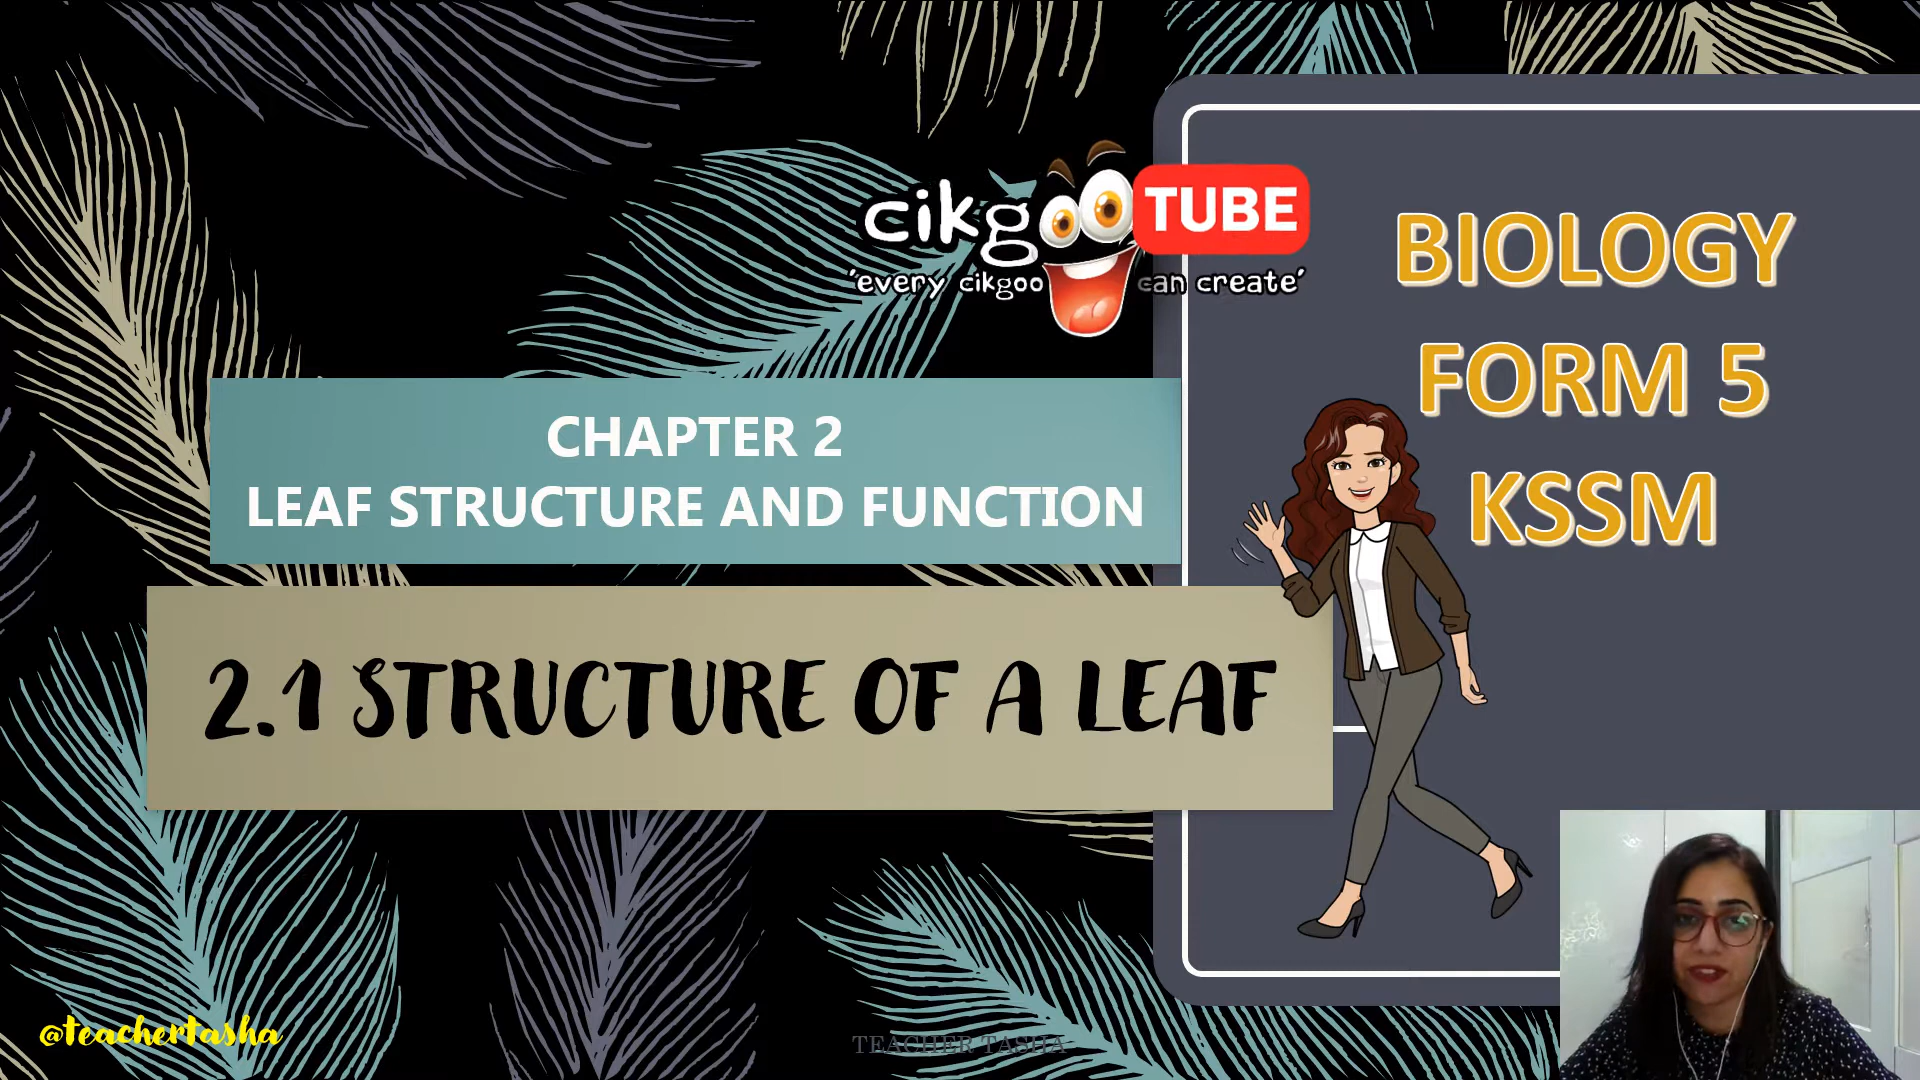 cikgoo TUBE
'every cikgoo can create'
BIOLOGY
FORM 5
KSSM
CHAPTER 2
LEAF STRUCTURE AND FUNCTION
2.1 STRUCTURE OF A LEAF
@teachertasha
TEACHER TASHA